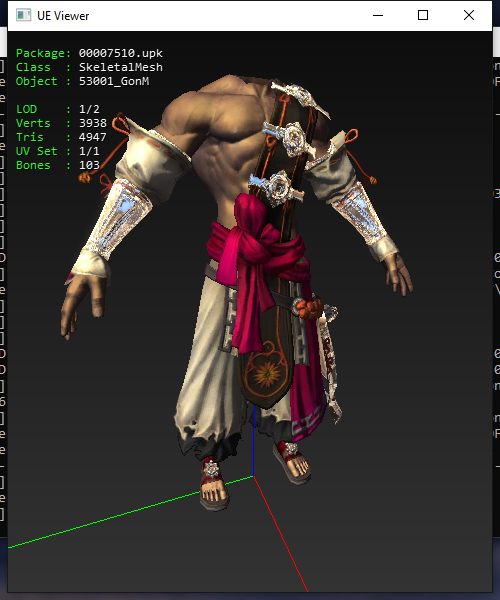 UE Viewer
Package: 00007510.upk
Class : SkeletalMesh
Object : 53001_GonM
LOD : 1/2
Verts : 3938
Tris : 4947
UV Set : 1/1
Bones : 103